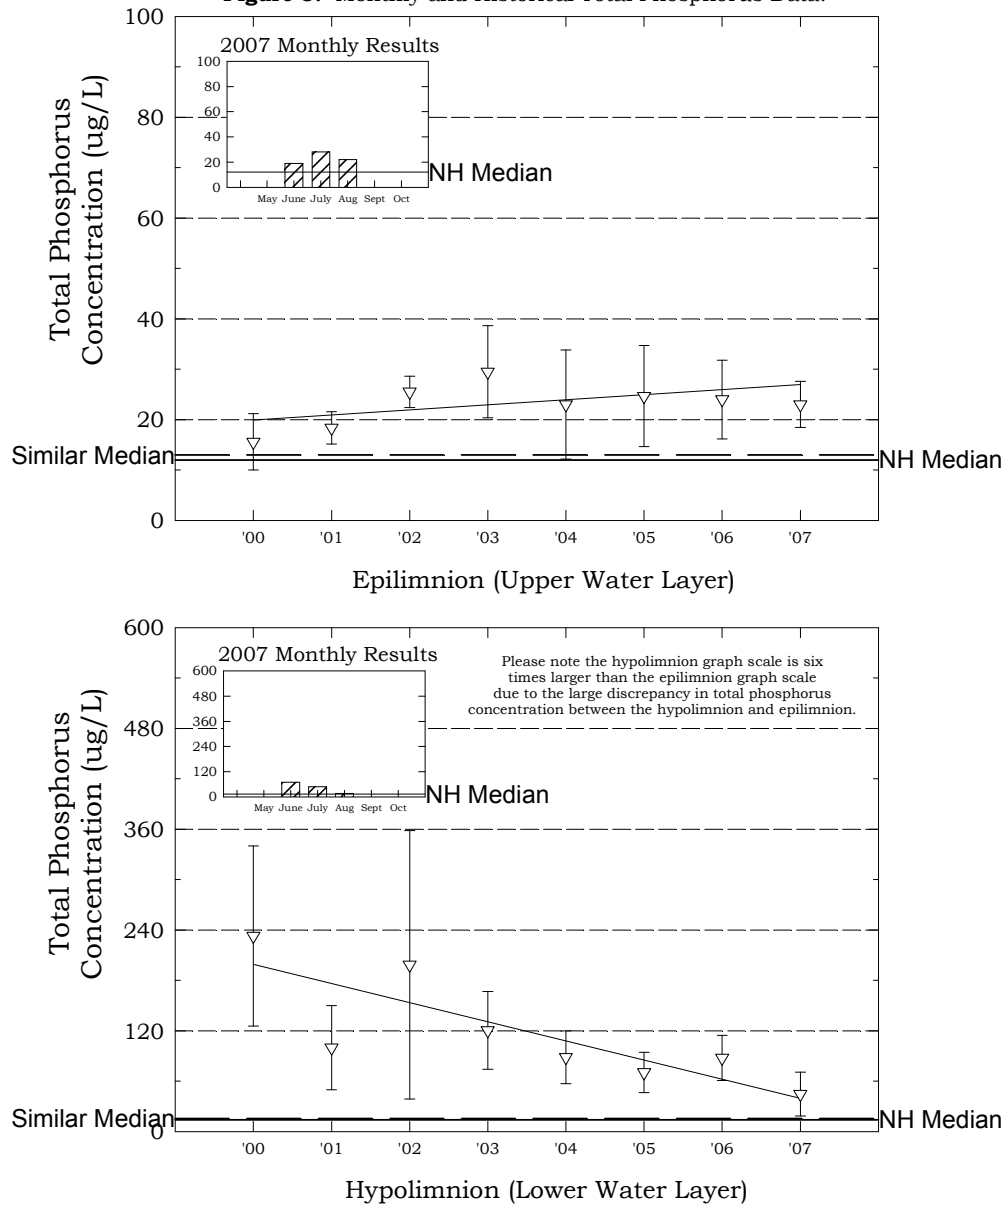 Figure 3. Monthly and Historical Total Phosphorus Data.
100
80
60
40
20
0
Total Phosphorus
Concentration (ug/L)
2007 Monthly Results
100
80
60
40
20
0
May June July Aug Sept Oct
NH Median
Similar Median
NH Median
'00 '01 '02 '03 '04 '05 '06 '07
Epilimnion (Upper Water Layer)
600
480
360
240
120
0
Total Phosphorus
Concentration (ug/L)
2007 Monthly Results
600
480
360
240
120
0
May June July Aug Sept Oct
NH Median
Please note the hypolimnion graph scale is six
times larger than the epilimnion graph scale
due to the large discrepancy in total phosphorus
concentration between the hypolimnion and epilimnion.
Similar Median
NH Median
'00 '01 '02 '03 '04 '05 '06 '07
Hypolimnion (Lower Water Layer)